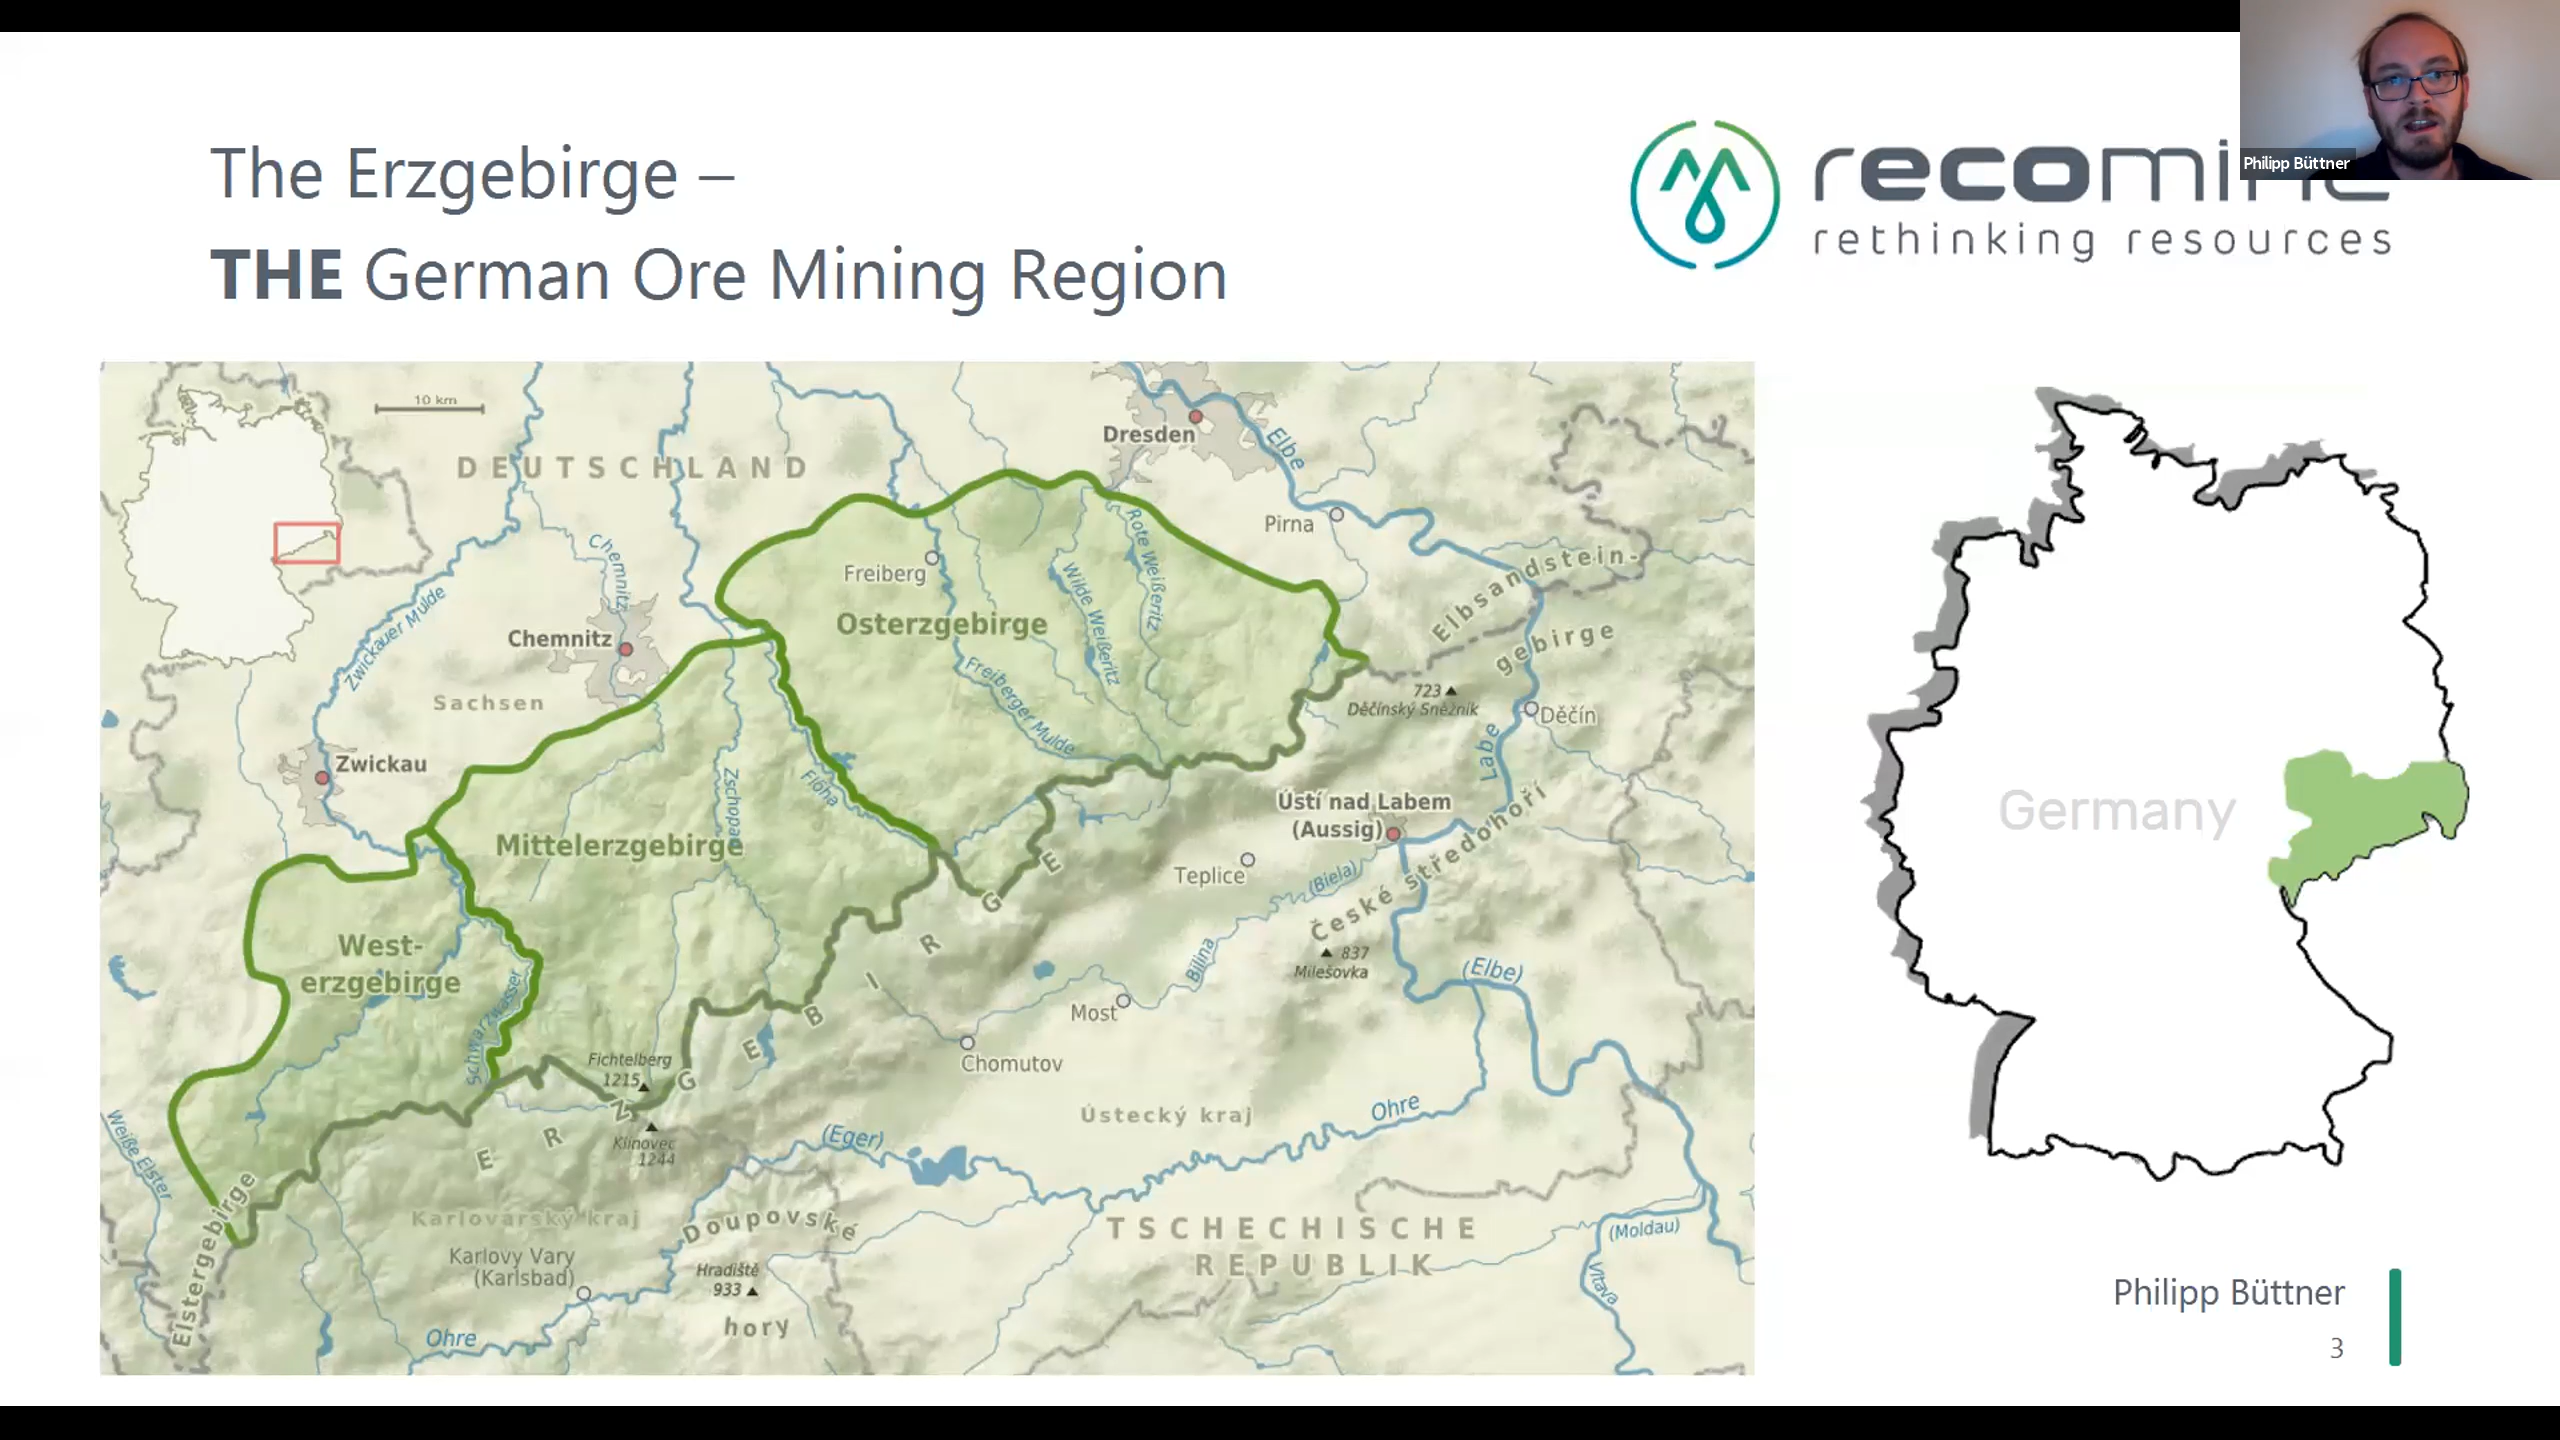 Philipp Büttner
The Erzgebirge –
THE German Ore Mining Region
reco
rethinking resources
10 km
DEUTSCHLAND
Dresden
Elbe
Pirna
Elbsandstein-
gebirge
Freiberg
Osterzgebirge
Rote Weißeritz
Wilde Weißeritz
Freiberger Mulde
Chemnitz
Chemnitz
Zwickauer Mulde
Sachsen
Zwickau
Flöha
Zschopau
Mittelerzgebirge
723
Děčínský Sněžník
Děčín
Labe
Ústí nad Labem
(Aussig)
Teplice
(Biela)
České středohoří
837
Milešovka
Bílina
(Elbe)
West-
erzgebirge
Schwarzwasser
Most
Chomutov
Fichtelberg
1215
ERZGEBIRGE
Klínovec
1244
Ústecký kraj
Ohre
(Eger)
Weiße Elster
Elstergebirge
Karlovarský kraj
Karlovy Vary
(Karlsbad)
Doupovské
hory
Hradiště
933
Ohre
TSCHECHISCHE
REPUBLIK
(Moldau)
Vltava
Germany
Philipp Büttner
3